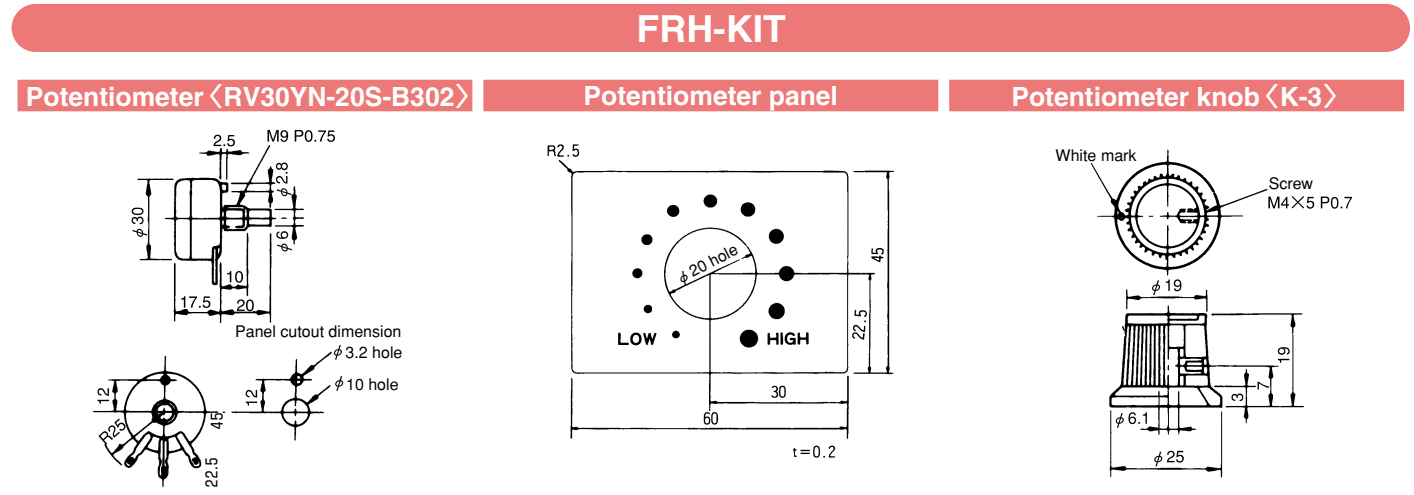 FRH-KIT
Potentiometer〈RV30YN-20S-B302〉
2.5
M9 P0.75
φ2.8
φ30
φ6
10
17.5
20
Panel cutout dimension
φ3.2 hole
φ10 hole
12
12
R25
45
22.5
Potentiometer panel
R2.5
φ20 hole
45
22.5
LOW
HIGH
30
60
t=0.2
Potentiometer knob〈K-3〉
White mark
Screw
M4×5 P0.7
φ19
19
7
3
φ6.1
φ25